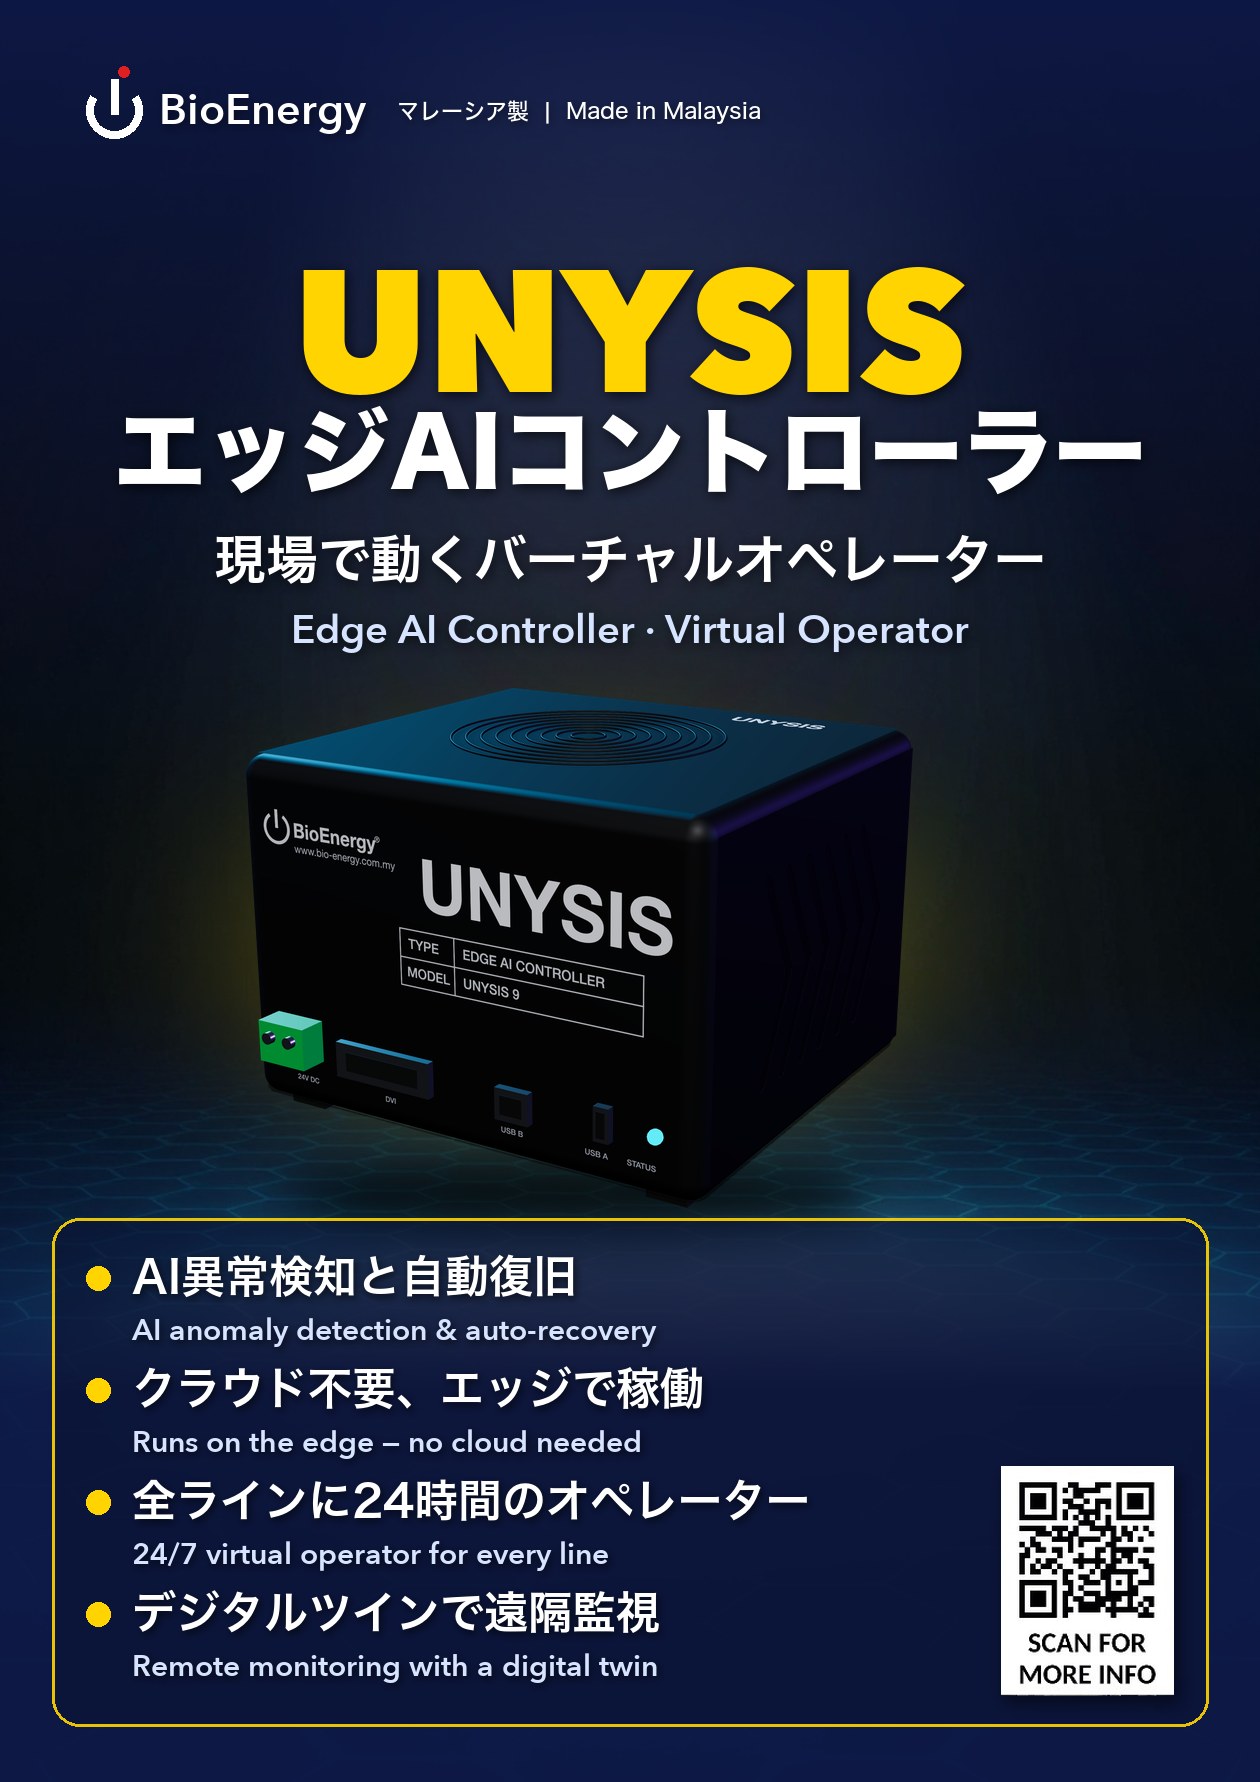 BioEnergy マレーシア製 | Made in Malaysia
UNYSIS
エッジAIコントローラー
現場で動くバーチャルオペレーター
Edge AI Controller · Virtual Operator
UNYSIS
BioEnergy®
www.bio-energy.com.my
UNYSIS
TYPE EDGE AI CONTROLLER
MODEL UNYSIS 9
24V DC
DVI
USB B
USB A
STATUS
AI異常検知と自動復旧
AI anomaly detection & auto-recovery
クラウド不要、エッジで稼働
Runs on the edge – no cloud needed
全ラインに24時間のオペレーター
24/7 virtual operator for every line
デジタルツインで遠隔監視
Remote monitoring with a digital twin
SCAN FOR
MORE INFO